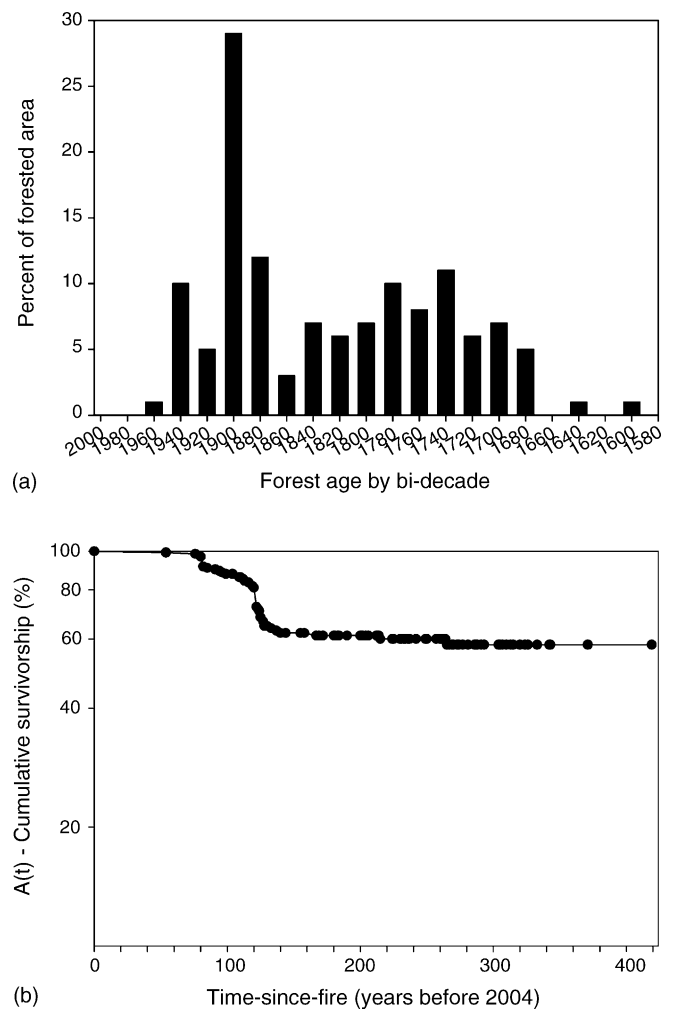 30
25
20
15
10
5
0
Percent of forested area
2000 1980 1960 1940 1920 1900 1880 1860 1840 1820 1800 1780 1760 1740 1720 1700 1680 1660 1640 1620 1600 1580
(a)
Forest age by bi-decade
100
80
60
40
20
A(t) - Cumulative survivorship (%)
0 100 200 300 400
(b)
Time-since-fire (years before 2004)